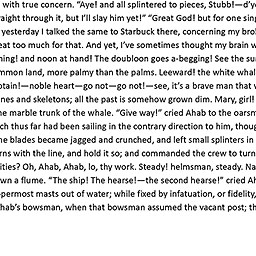 with true concern. “Aye! and all splintered to pieces, Stubb!—d’ye
aight through it, but I’ll slay him yet!” “Great God! but for one sing
yesterday I talked the same to Starbuck there, concerning my bro
eat too much for that. And yet, I’ve sometimes thought my brain w
ning! and noon at hand! The doubloon goes a-begging! See the su
mmon land, more palmy than the palms. Leeward! the white whal
ptain!—noble heart—go not—go not!—see, it’s a brave man that w
nes and skeletons; all the past is somehow grown dim. Mary, girl!
ne marble trunk of the whale. “Give way!” cried Ahab to the oarsm
ch thus far had been sailing in the contrary direction to him, thoug
he blades became jagged and crunched, and left small splinters in
rns with the line, and hold it so; and commanded the crew to turn
ities? Oh, Ahab, Ahab, lo, thy work. Steady! helmsman, steady. Na
wn a flume. “The ship! The hearse!—the second hearse!” cried Ah
permost masts out of water; while fixed by infatuation, or fidelity,
hab’s bowsman, when that bowsman assumed the vacant post; th